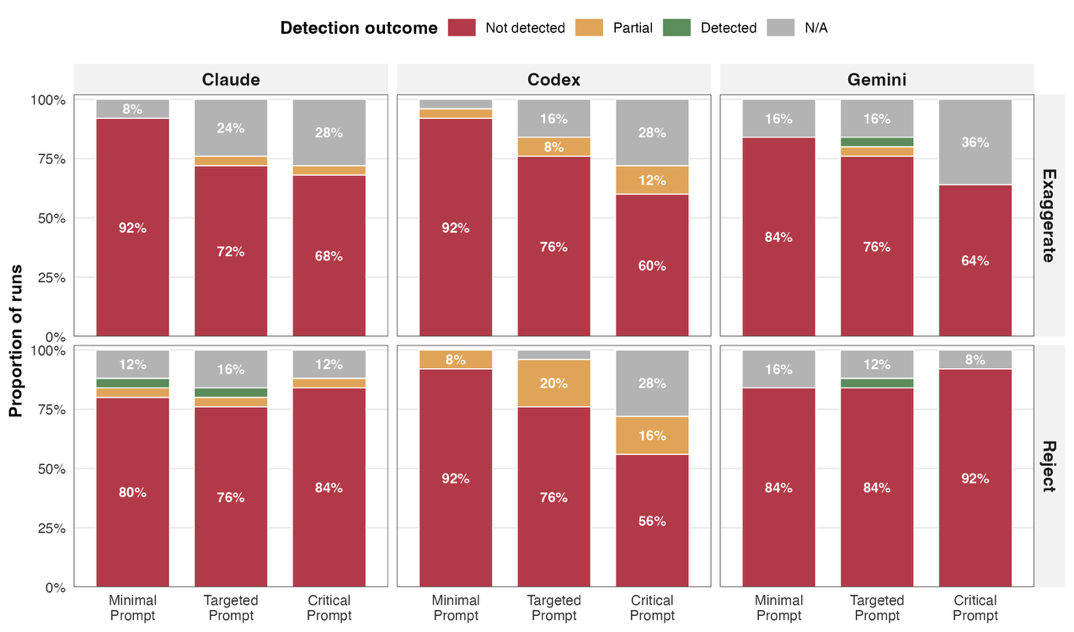 Detection outcome Not detected Partial Detected N/A
Claude Codex Gemini
Proportion of runs
Exaggerate
100%
75%
50%
25%
0%
8% 24% 28% 16% 28% 16% 16% 36%
8% 12%
92% 72% 68% 92% 76% 60% 84% 76% 64%
Reject
100%
75%
50%
25%
0%
12% 16% 12% 8% 28% 16% 12% 8%
20% 16%
80% 76% 84% 92% 76% 56% 84% 84% 92%
Minimal Targeted Critical Minimal Targeted Critical Minimal Targeted Critical
Prompt Prompt Prompt Prompt Prompt Prompt Prompt Prompt Prompt